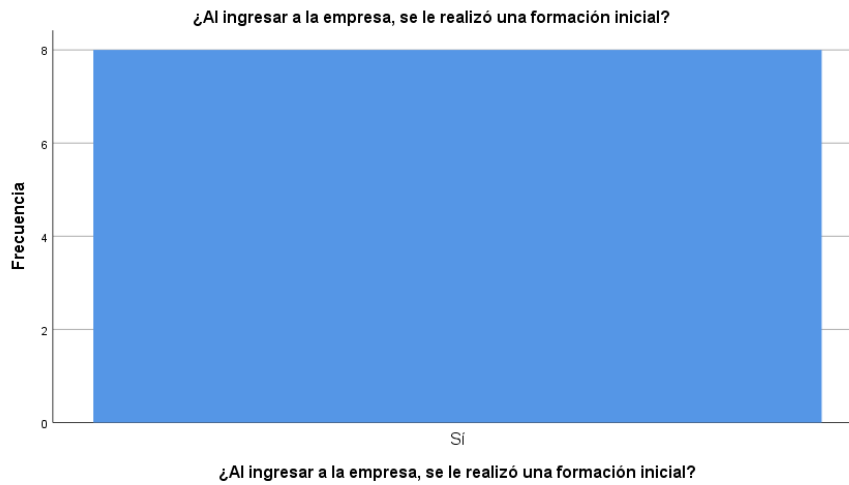 ¿Al ingresar a la empresa, se le realizó una formación inicial?
8
6
4
2
0
Frecuencia
Sí
¿Al ingresar a la empresa, se le realizó una formación inicial?